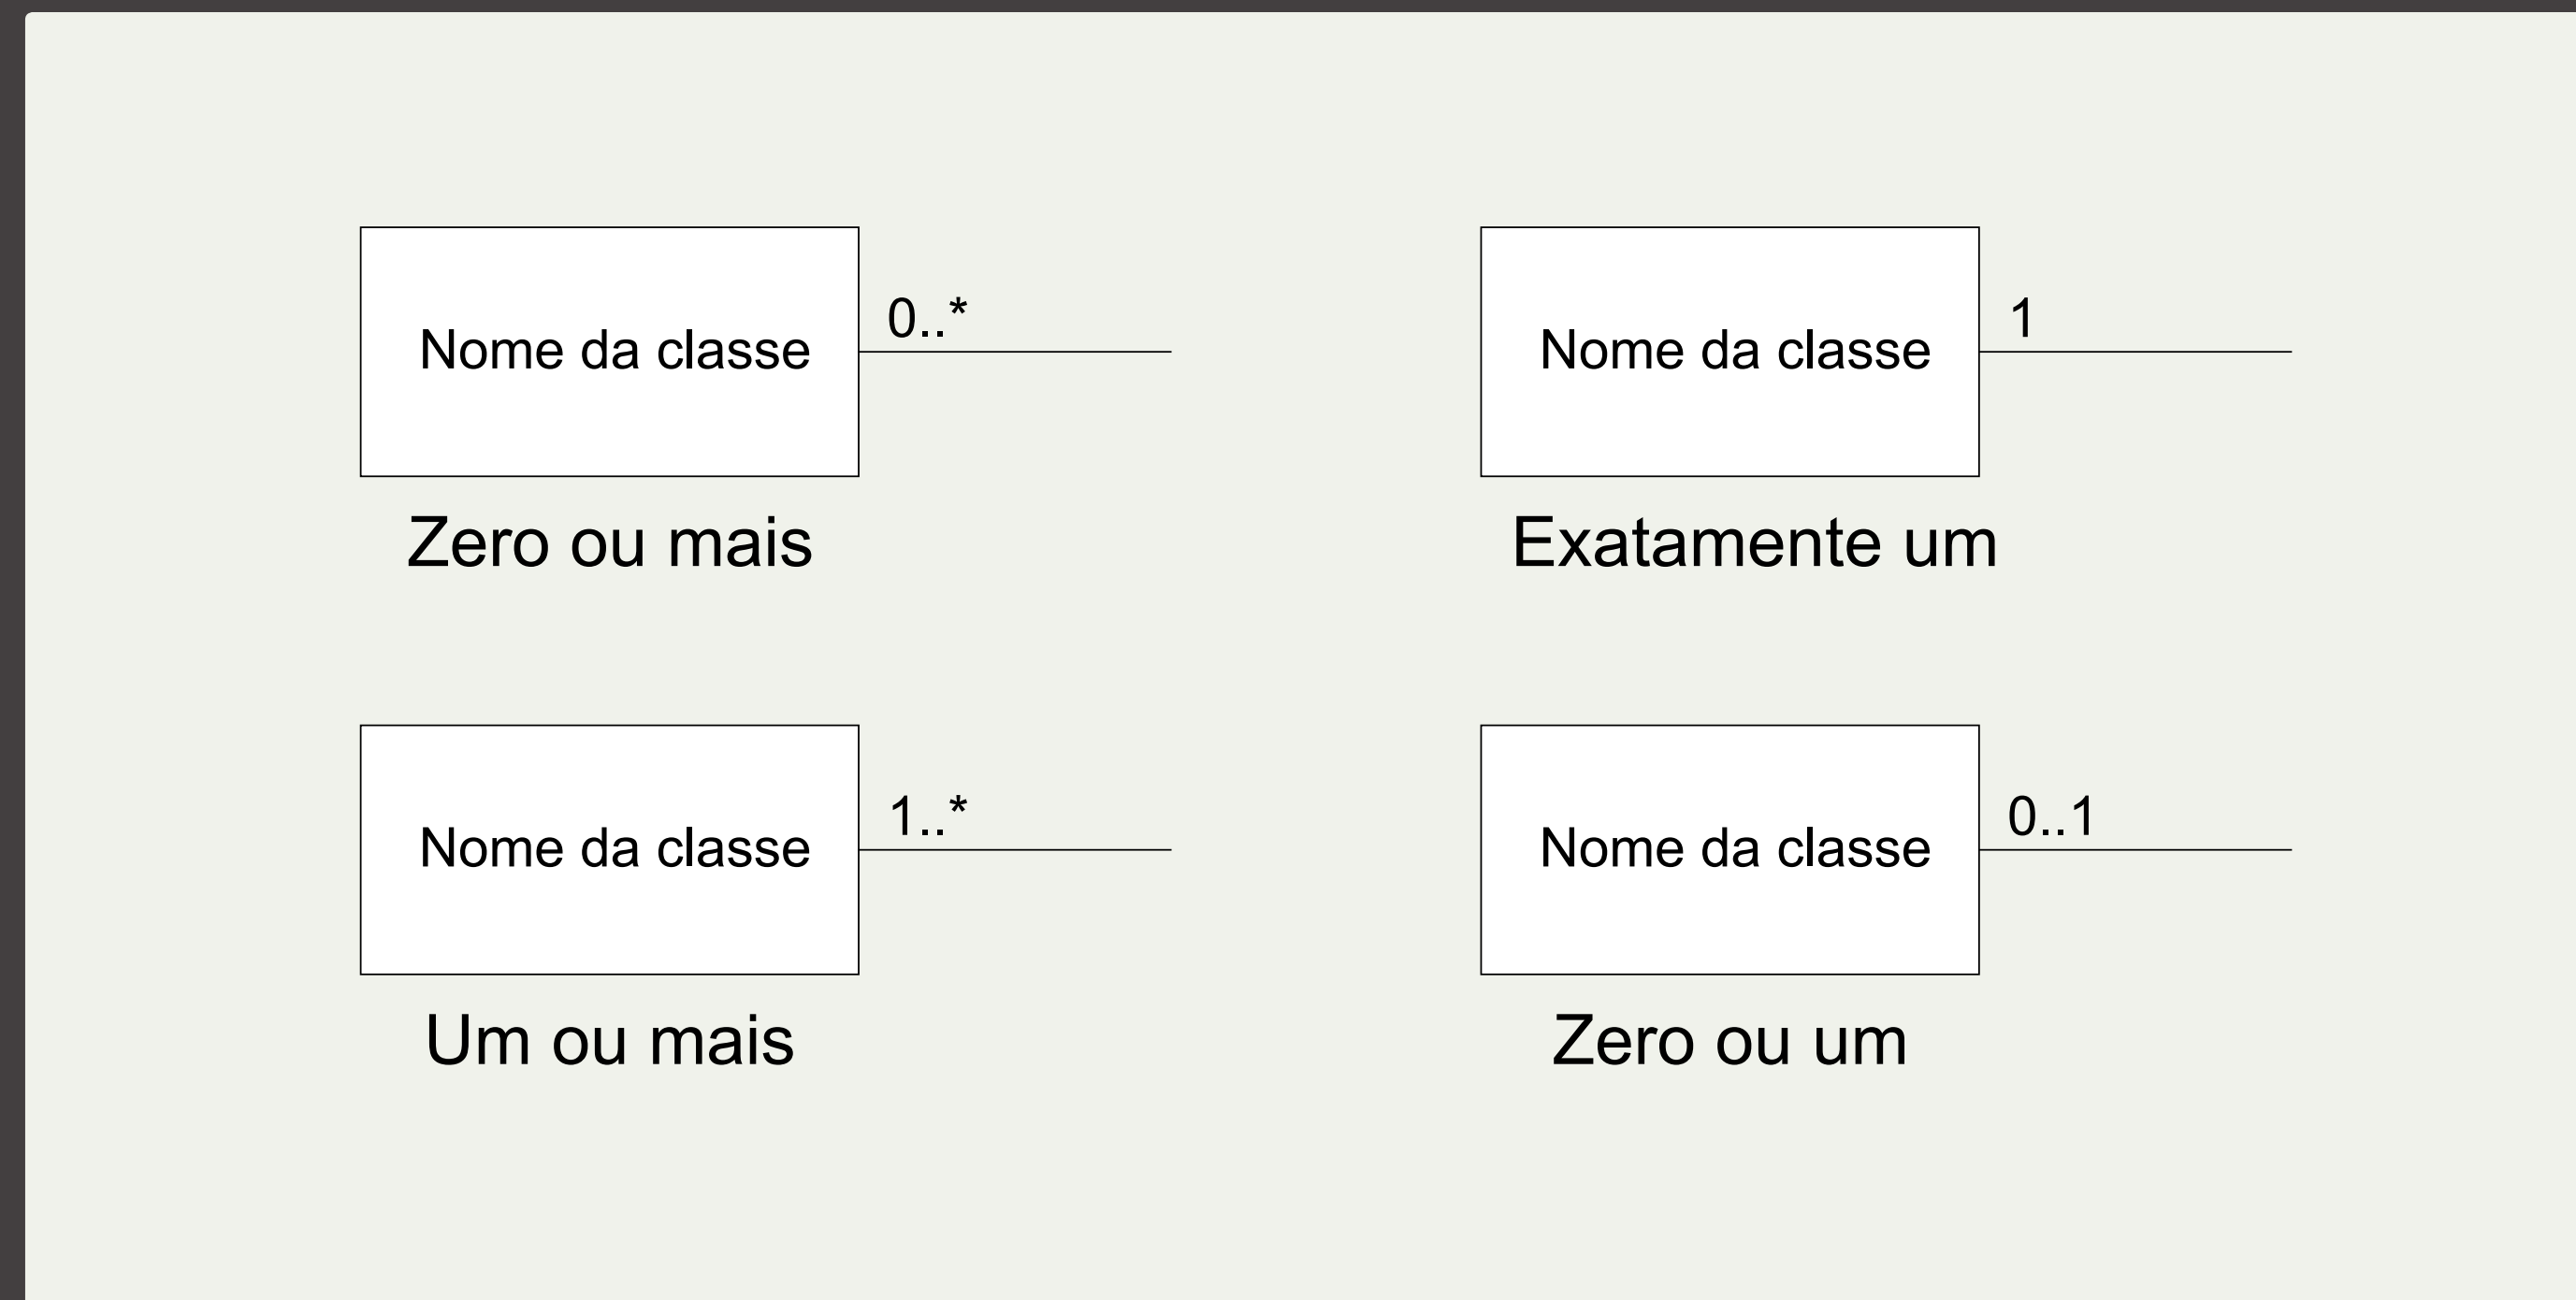 Nome da classe
0..*
Zero ou mais
Nome da classe
1
Exatamente um
Nome da classe
1..*
Um ou mais
Nome da classe
0..1
Zero ou um